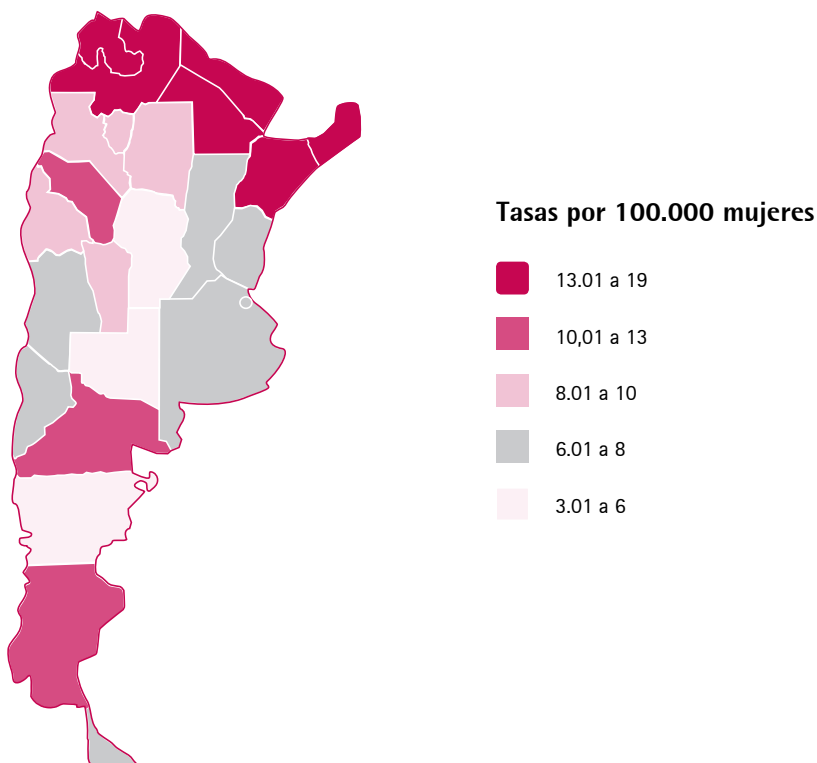 Tasas por 100.000 mujeres
13.01 a 19
10,01 a 13
8.01 a 10
6.01 a 8
3.01 a 6